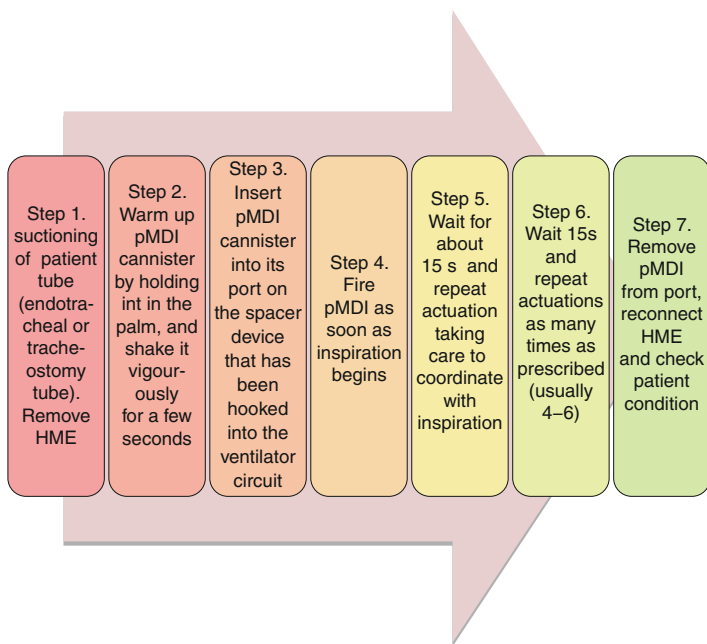 Step 1.
suctioning
of patient
tube
(endotra-
cheal or
trache-
ostomy
tube).
Remove
HME
Step 2.
Warm up
pMDI
cannister
by holding
int in the
palm, and
shake it
vigour-
ously
for a few
seconds
Step 3.
Insert
pMDI
cannister
into its
port on
the spacer
device
that has
been
hooked
into the
ventilator
circuit
Step 4.
Fire
pMDI as
soon as
inspiration
begins
Step 5.
Wait for
about
15 s and
repeat
actuation
taking
care to
coordinate
with
inspiration
Step 6.
Wait 15s
and
repeat
actuations
as many
times as
prescribed
(usually
4–6)
Step 7.
Remove
pMDI
from port,
reconnect
HME
and check
patient
condition